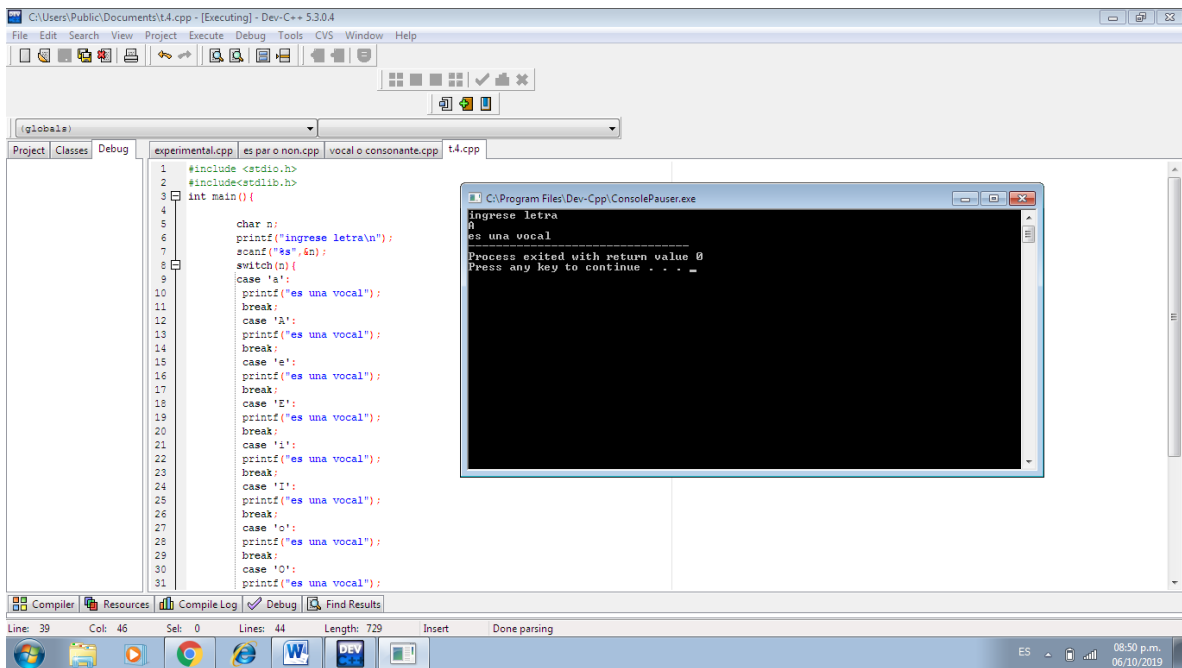 C:\Users\Public\Documents\t.4.cpp - [Executing] - Dev-C++ 5.3.0.4
File Edit Search View Project Execute Debug Tools CVS Window Help
(globals)
Project Classes Debug experimental.cpp es par o non.cpp vocal o consonante.cpp t.4.cpp
1 #include <stdio.h>
2 #include<stdlib.h>
3 int main(){
4
5 char n;
6 printf("ingrese letra\n");
7 scanf("%s",&n);
8 switch(n){
9 case 'a':
10 printf("es una vocal");
11 break;
12 case 'A':
13 printf("es una vocal");
14 break;
15 case 'e':
16 printf("es una vocal");
17 break;
18 case 'E':
19 printf("es una vocal");
20 break;
21 case 'i':
22 printf("es una vocal");
23 break;
24 case 'I':
25 printf("es una vocal");
26 break;
27 case 'o':
28 printf("es una vocal");
29 break;
30 case 'O':
31 printf("es una vocal");
C:\Program Files\Dev-Cpp\ConsolePauser.exe
ingrese letra
A
es una vocal
--------------------------------
Process exited with return value 0
Press any key to continue . . . _
Compiler Resources Compile Log Debug Find Results
Line: 39 Col: 46 Sel: 0 Lines: 44 Length: 729 Insert Done parsing
W DEV C++ ES 08:50 p.m.
06/10/2019